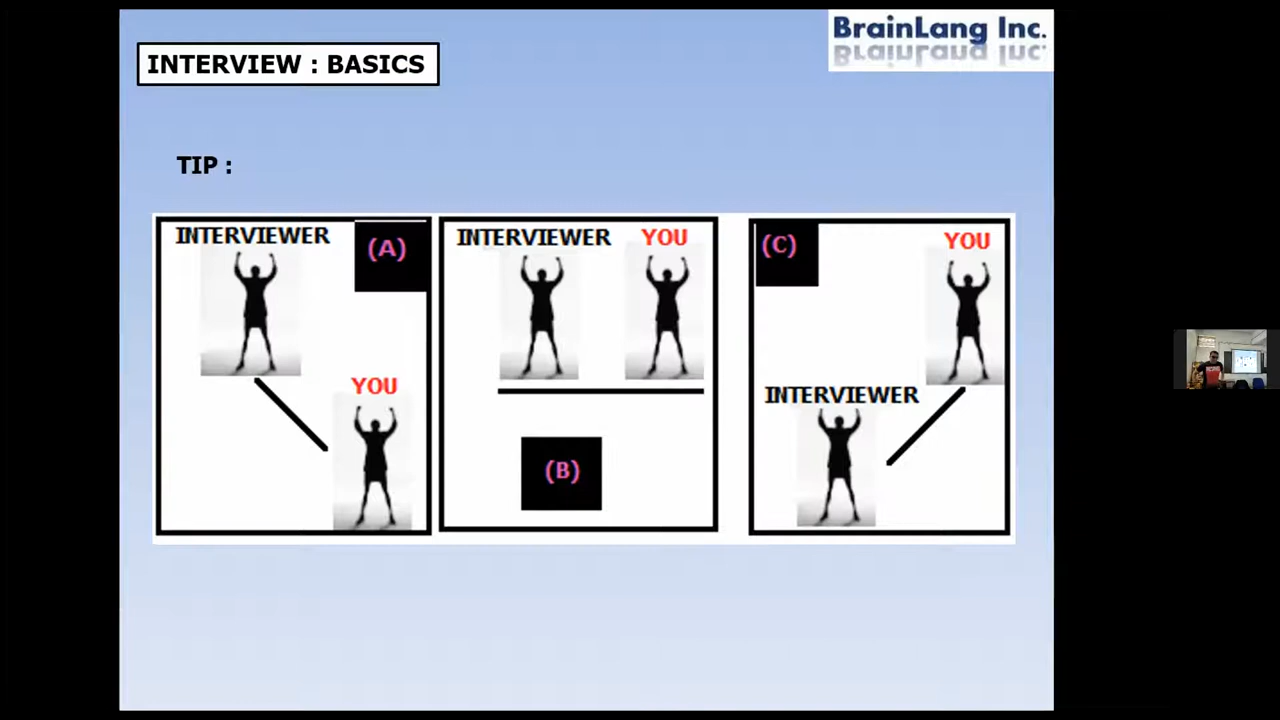 BrainLang Inc.
INTERVIEW : BASICS
TIP :
INTERVIEWER
(A)
YOU
INTERVIEWER YOU
(B)
(C)
YOU
INTERVIEWER